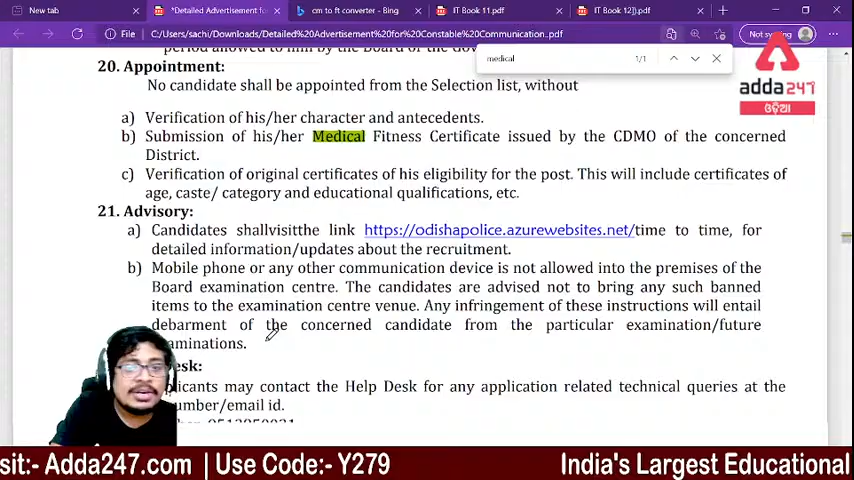 New tab
*Detailed Advertisement for
cm to ft converter - Bing
IT Book 11.pdf
IT Book 12]).pdf
File
C:/Users/sachi/Downloads/Detailed%20Advertisement%20for%20Constable%20Communication.pdf
Not syncing
medical
1/1
adda247
ଓଡ଼ିଆ
20. Appointment:
No candidate shall be appointed from the Selection list, without
a) Verification of his/her character and antecedents.
b) Submission of his/her Medical Fitness Certificate issued by the CDMO of the concerned
District.
c) Verification of original certificates of his eligibility for the post. This will include certificates of
age, caste/ category and educational qualifications, etc.
21. Advisory:
a) Candidates shallvisitthe link https://odishapolice.azurewebsites.net/time to time, for
detailed information/updates about the recruitment.
b) Mobile phone or any other communication device is not allowed into the premises of the
Board examination centre. The candidates are advised not to bring any such banned
items to the examination centre venue. Any infringement of these instructions will entail
debarment of the concerned candidate from the particular examination/future
aminations.
esk:
plicants may contact the Help Desk for any application related technical queries at the
umber/email id.
sit:- Adda247.com | Use Code:- Y279
India's Largest Educational